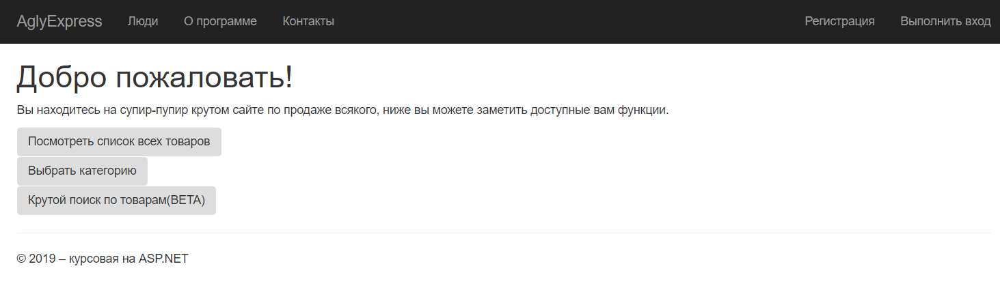 AglyExpress Люди О программе Контакты Регистрация Выполнить вход
Добро пожаловать!
Вы находитесь на супир-пупир крутом сайте по продаже всякого, ниже вы можете заметить доступные вам функции.
Посмотреть список всех товаров
Выбрать категорию
Крутой поиск по товарам(BETA)
© 2019 – курсовая на ASP.NET